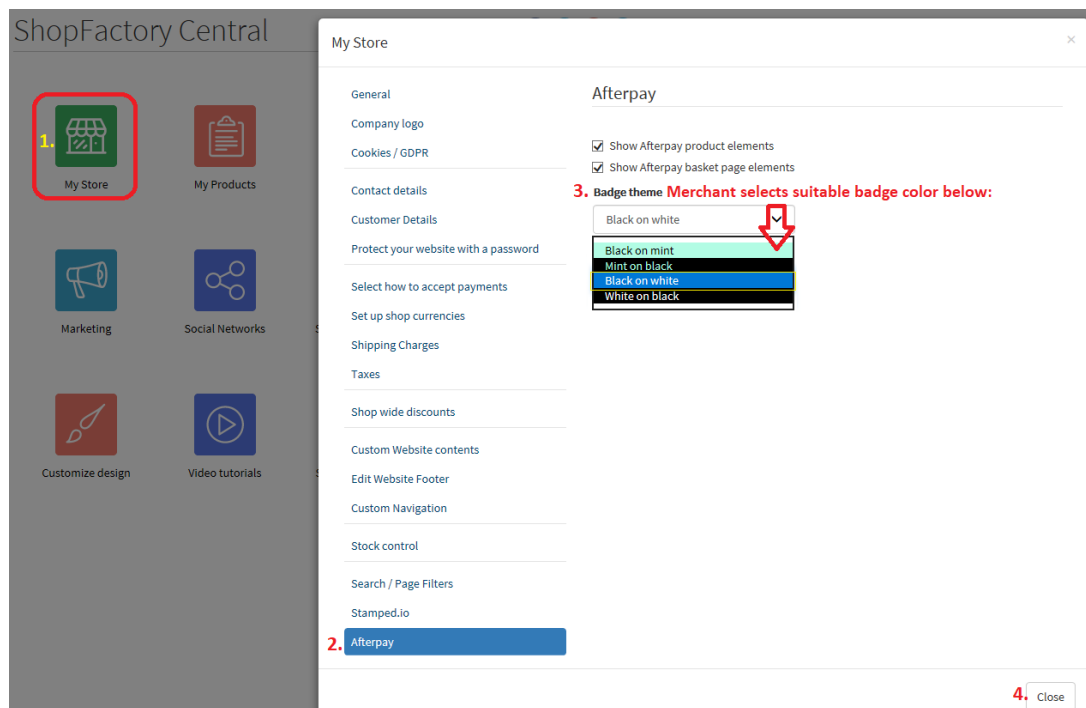 ShopFactory Central
1.
My Store
My Products
Marketing
Social Networks
S
Customize design
Video tutorials
S
My Store
×
General
Company logo
Cookies / GDPR
Contact details
Customer Details
Protect your website with a password
Select how to accept payments
Set up shop currencies
Shipping Charges
Taxes
Shop wide discounts
Custom Website contents
Edit Website Footer
Custom Navigation
Stock control
Search / Page Filters
Stamped.io
2. Afterpay
Afterpay
Show Afterpay product elements
Show Afterpay basket page elements
3. Badge theme Merchant selects suitable badge color below:
Black on white
Black on mint
Mint on black
Black on white
White on black
4. Close